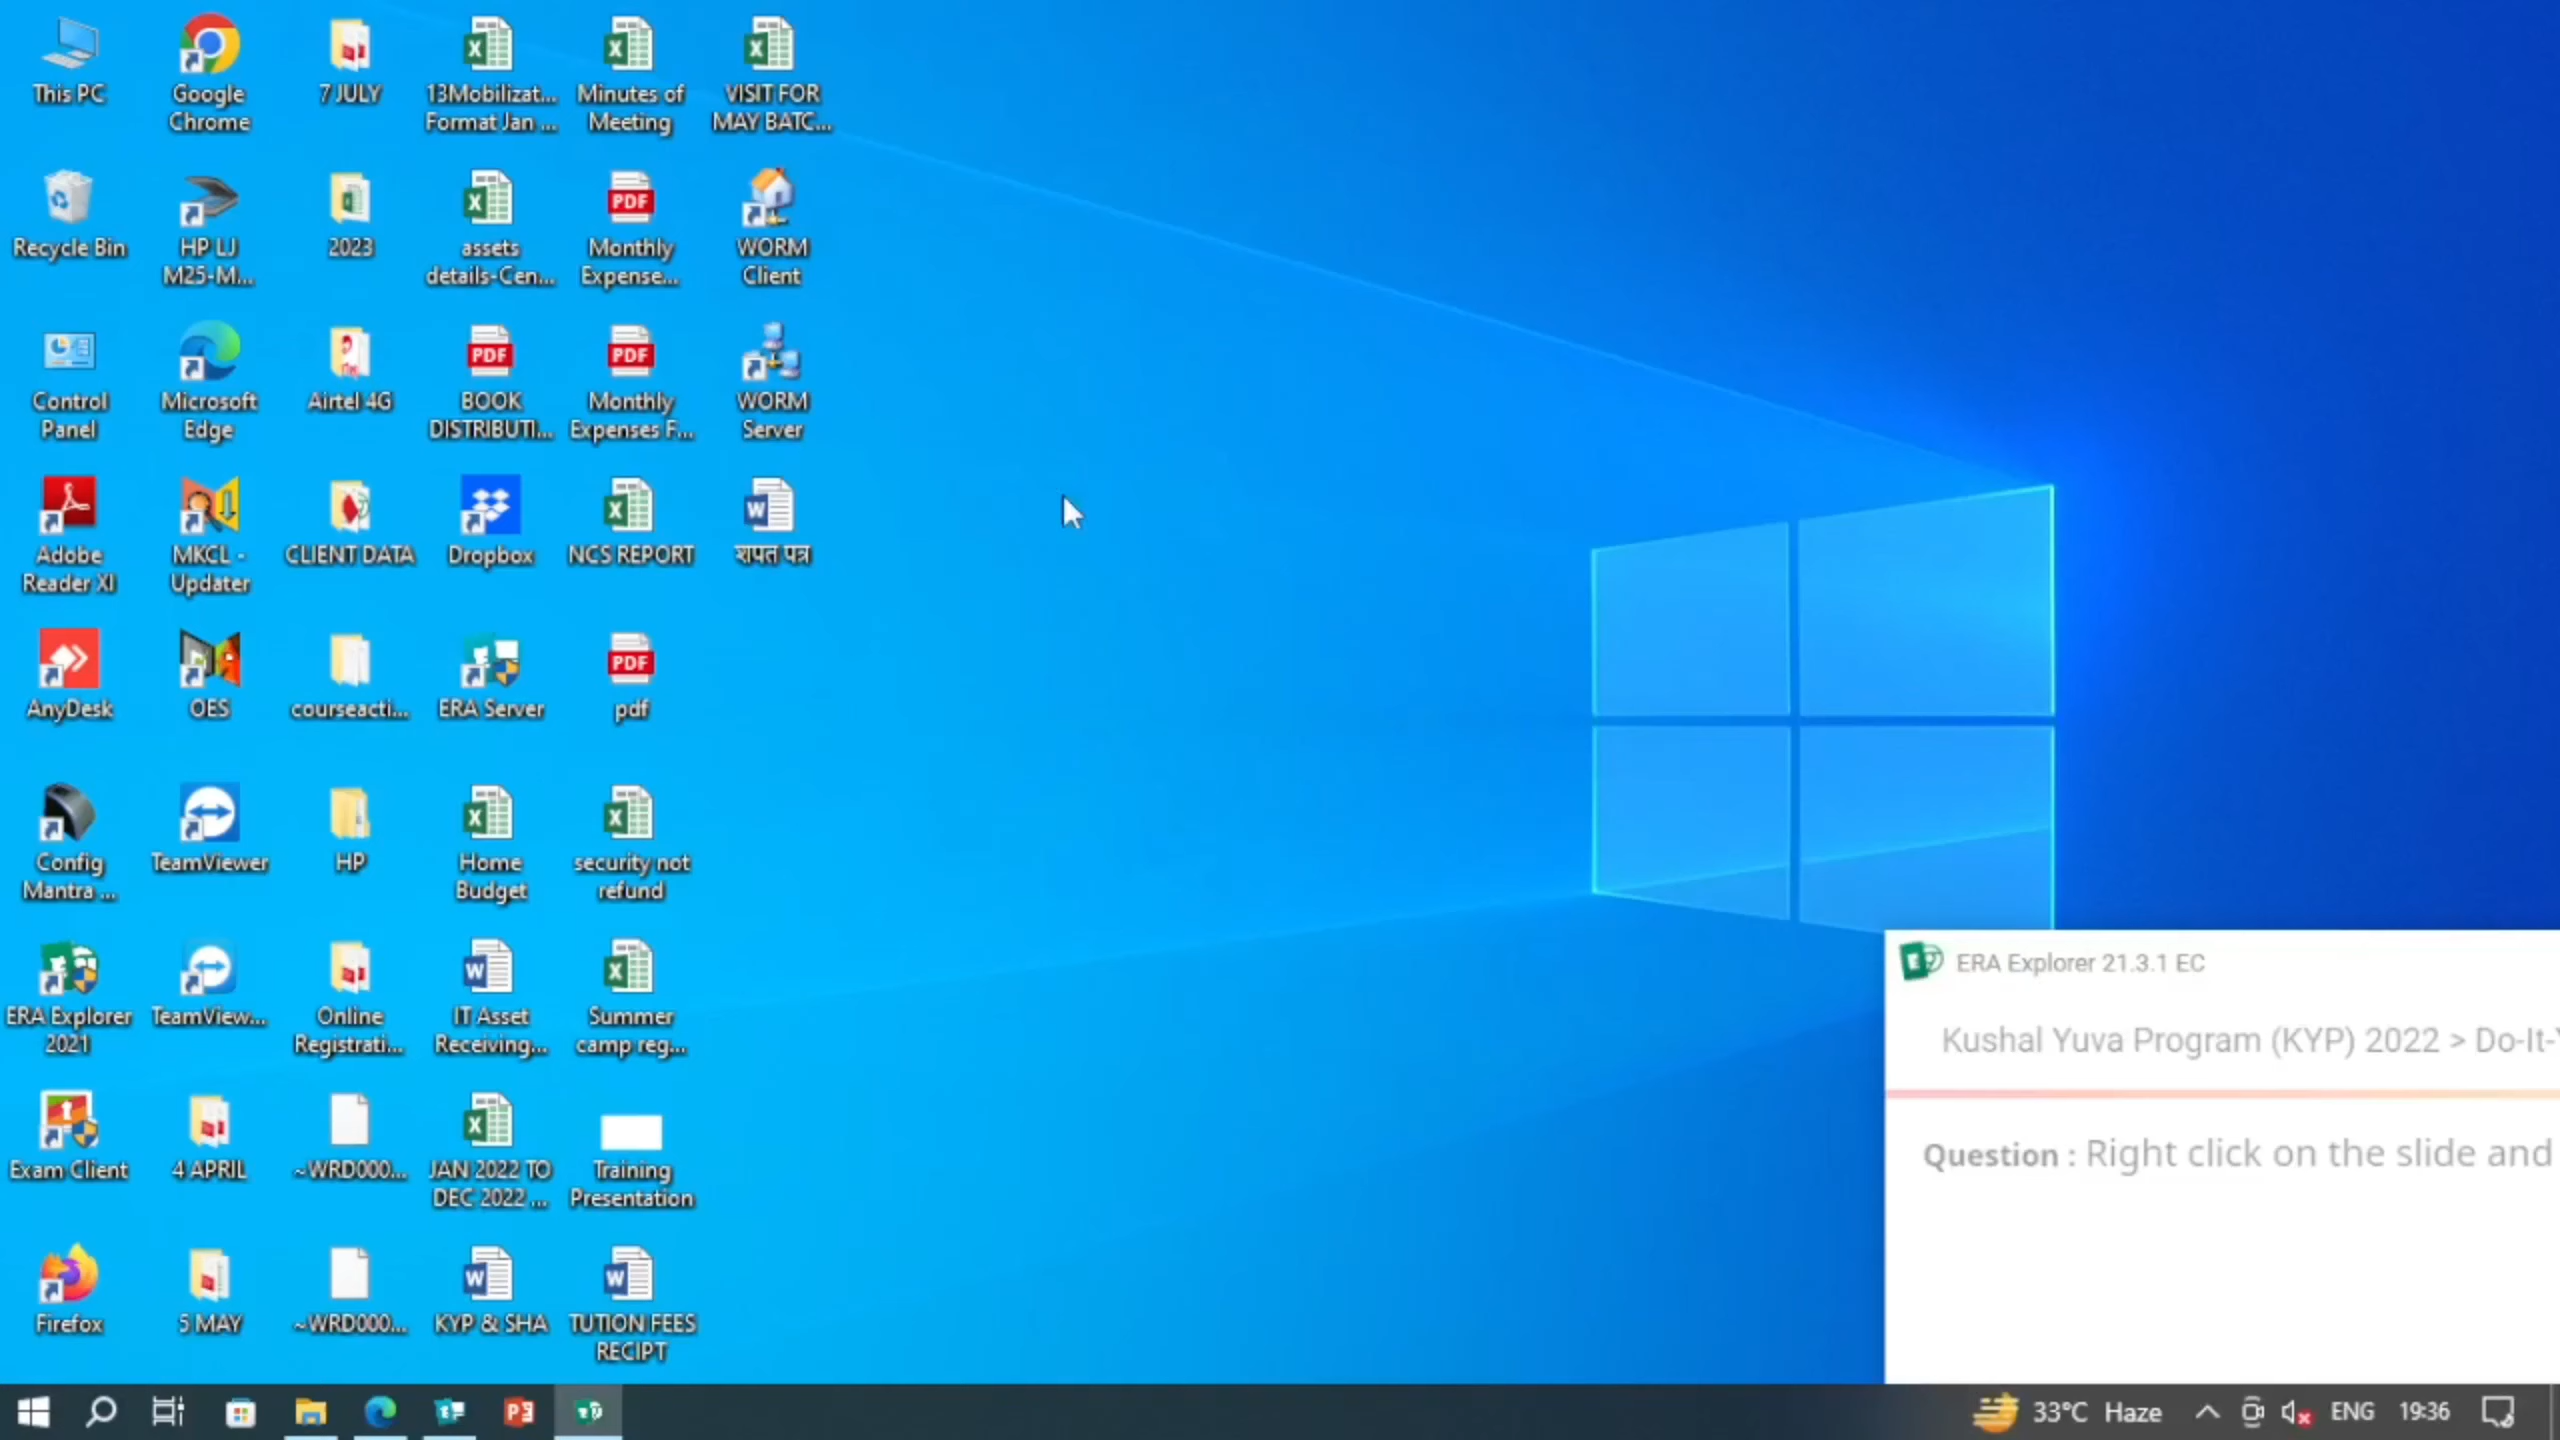 This PC
Google
Chrome
7 JULY
13Mobilizat...
Format Jan ...
Minutes of
Meeting
VISIT FOR
MAY BATC...
Recycle Bin
HP LJ
M25-M...
2023
assets
details-Cen...
Monthly
Expense...
WORM
Client
Control
Panel
Microsoft
Edge
Airtel 4G
BOOK
DISTRIBUTI...
Monthly
Expenses F...
WORM
Server
Adobe
Reader XI
MKCL -
Updater
CLIENT DATA
Dropbox
NCS REPORT
शपत पत्र
AnyDesk
OES
courseacti...
ERA Server
pdf
Config
Mantra ...
TeamViewer
HP
Home
Budget
security not
refund
ERA Explorer
2021
TeamView...
Online
Registrati...
IT Asset
Receiving...
Summer
camp reg...
Exam Client
4 APRIL
~WRD000...
JAN 2022 TO
DEC 2022 ...
Training
Presentation
Firefox
5 MAY
~WRD000...
KYP & SHA
TUTION FEES
RECIPT
PDF
PDF
PDF
PDF
ERA Explorer 21.3.1 EC
Kushal Yuva Program (KYP) 2022 > Do-It-Y
Question : Right click on the slide and
33°C Haze
ENG
19:36